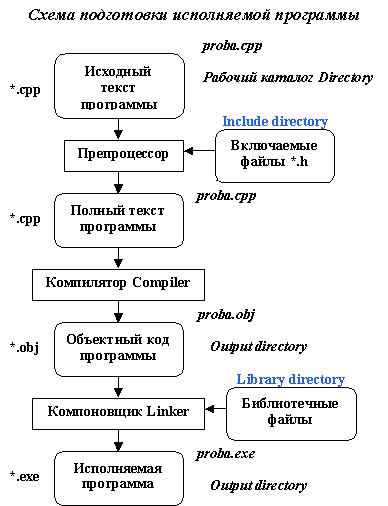 Схема подготовки исполняемой программы
proba.cpp
*.cpp
Исходный
текст
программы
Рабочий каталог Directory
Include directory
Препроцессор
Включаемые
файлы *.h
proba.cpp
*.cpp
Полный текст
программы
Компилятор Compiler
proba.obj
*.obj
Объектный код
программы
Output directory
Library directory
Компоновщик Linker
Библиотечные
файлы
proba.exe
*.exe
Исполняемая
программа
Output directory